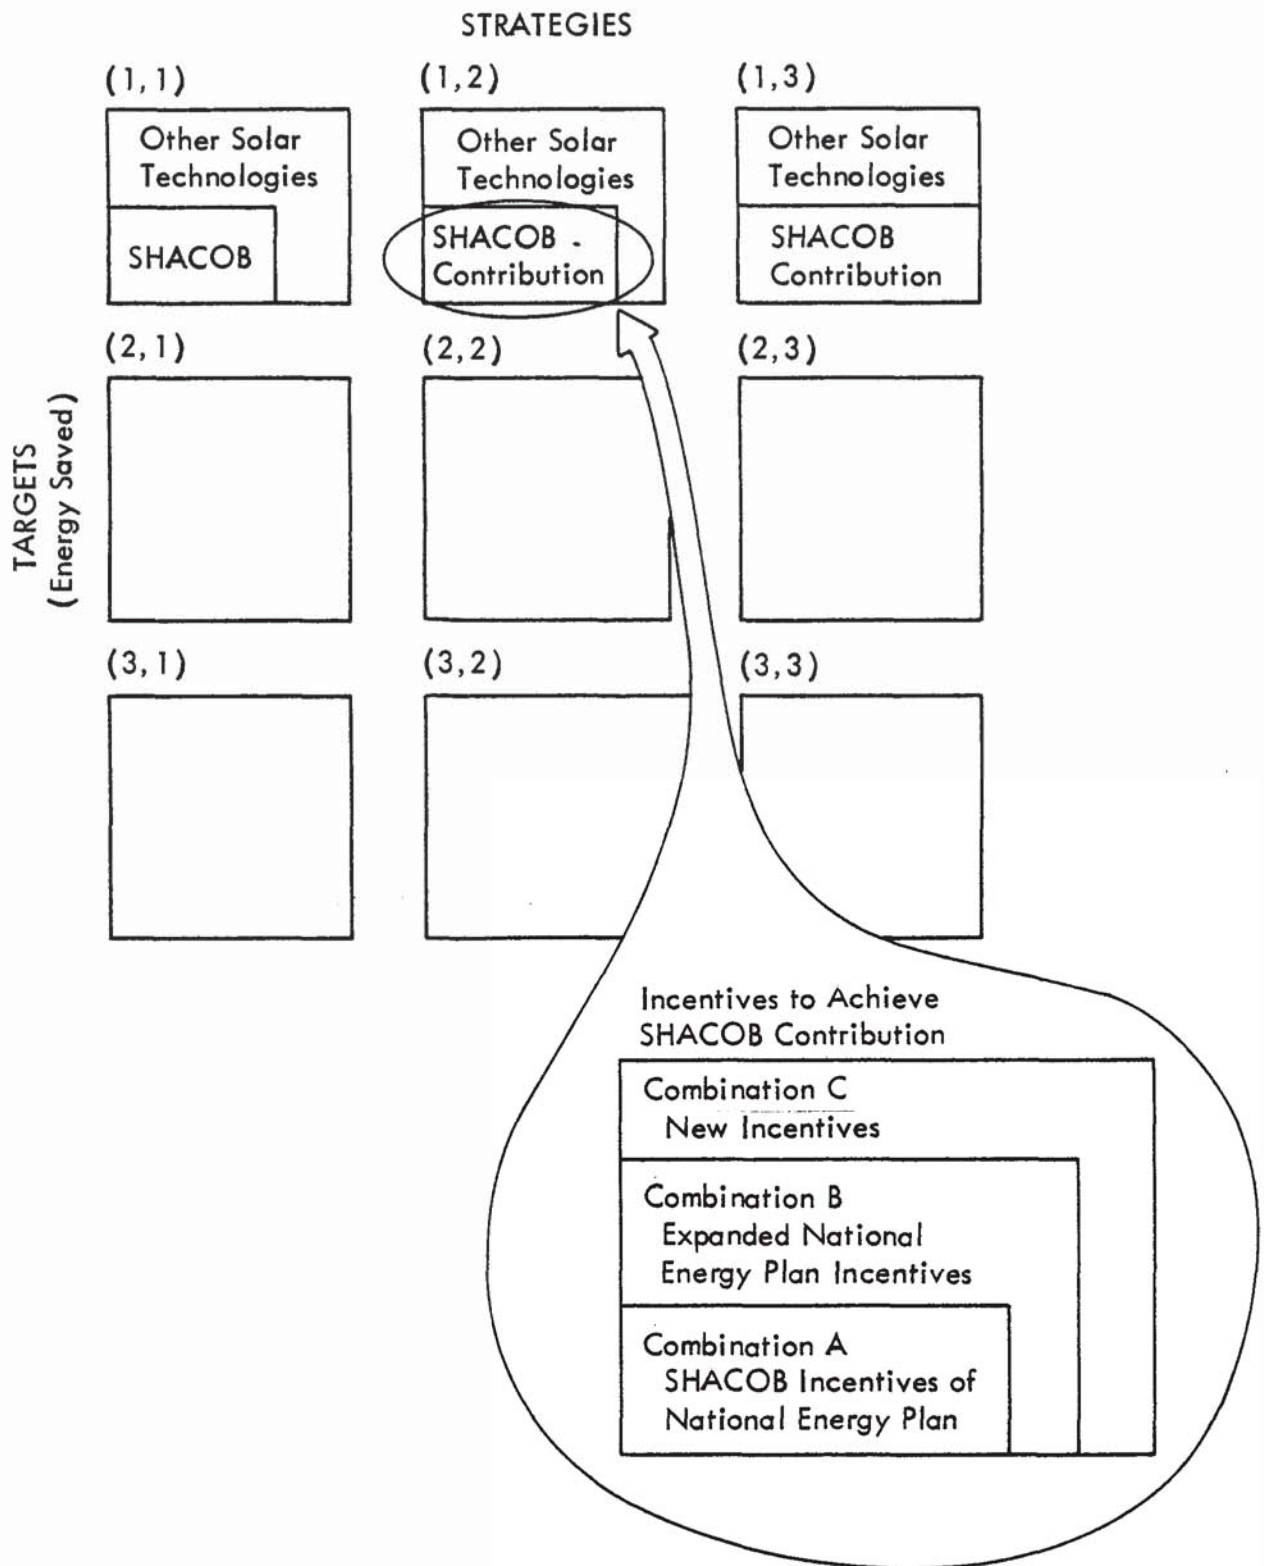 STRATEGIES
(1,1)
(1,2)
(1,3)
Other Solar
Technologies
SHACOB
Other Solar
Technologies
SHACOB -
Contribution
Other Solar
Technologies
SHACOB
Contribution
TARGETS
(Energy Saved)
(2,1)
(2,2)
(2,3)
(3,1)
(3,2)
(3,3)
Incentives to Achieve
SHACOB Contribution
Combination C
New Incentives
Combination B
Expanded National
Energy Plan Incentives
Combination A
SHACOB Incentives of
National Energy Plan